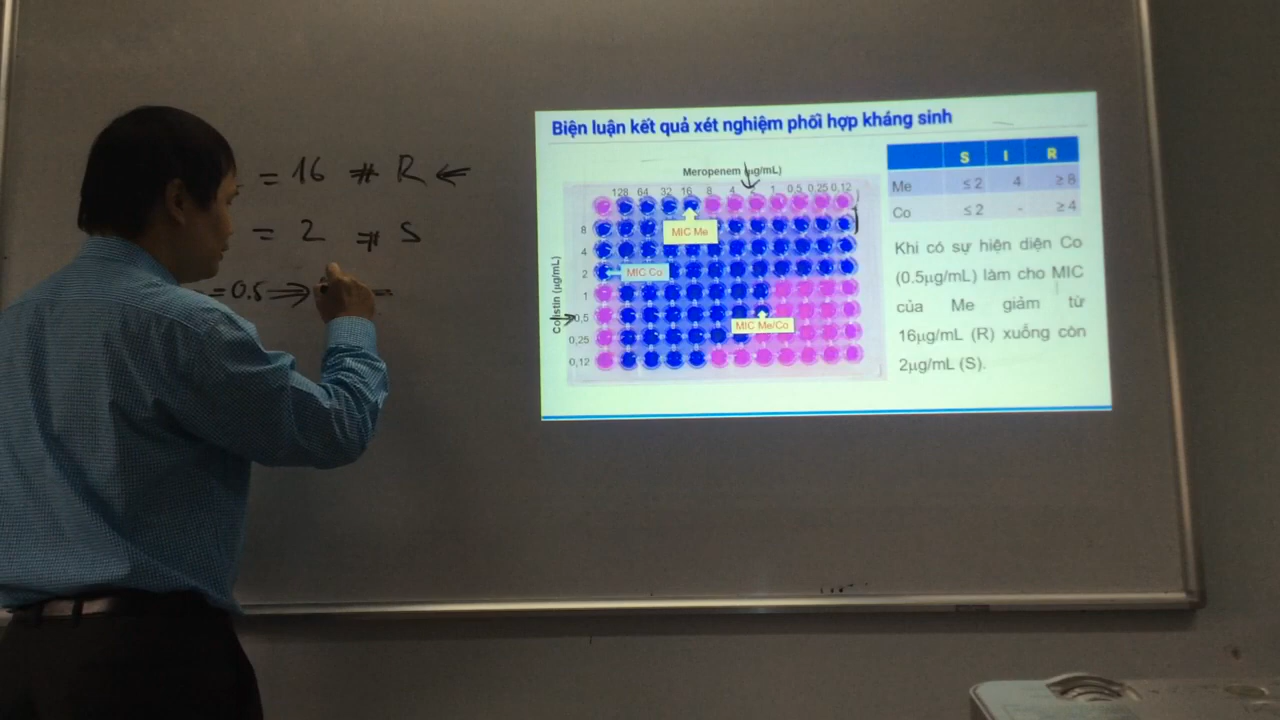 = 16 # R ←
= 2 # S
= 0.5 ⇒
=
Biện luận kết quả xét nghiệm phối hợp kháng sinh
Meropenem (µg/mL)
128 64 32 16 8 4 2 1 0.5 0.25 0.12
Colistin (µg/mL)
8
4
2
1
0,5
0,25
0,12
MIC Me
MIC Co
MIC Me/Co
S I R
Me ≤ 2 4 ≥ 8
Co ≤ 2 - ≥ 4
Khi có sự hiện diện Co
(0.5µg/mL) làm cho MIC
của Me giảm từ
16µg/mL (R) xuống còn
2µg/mL (S).